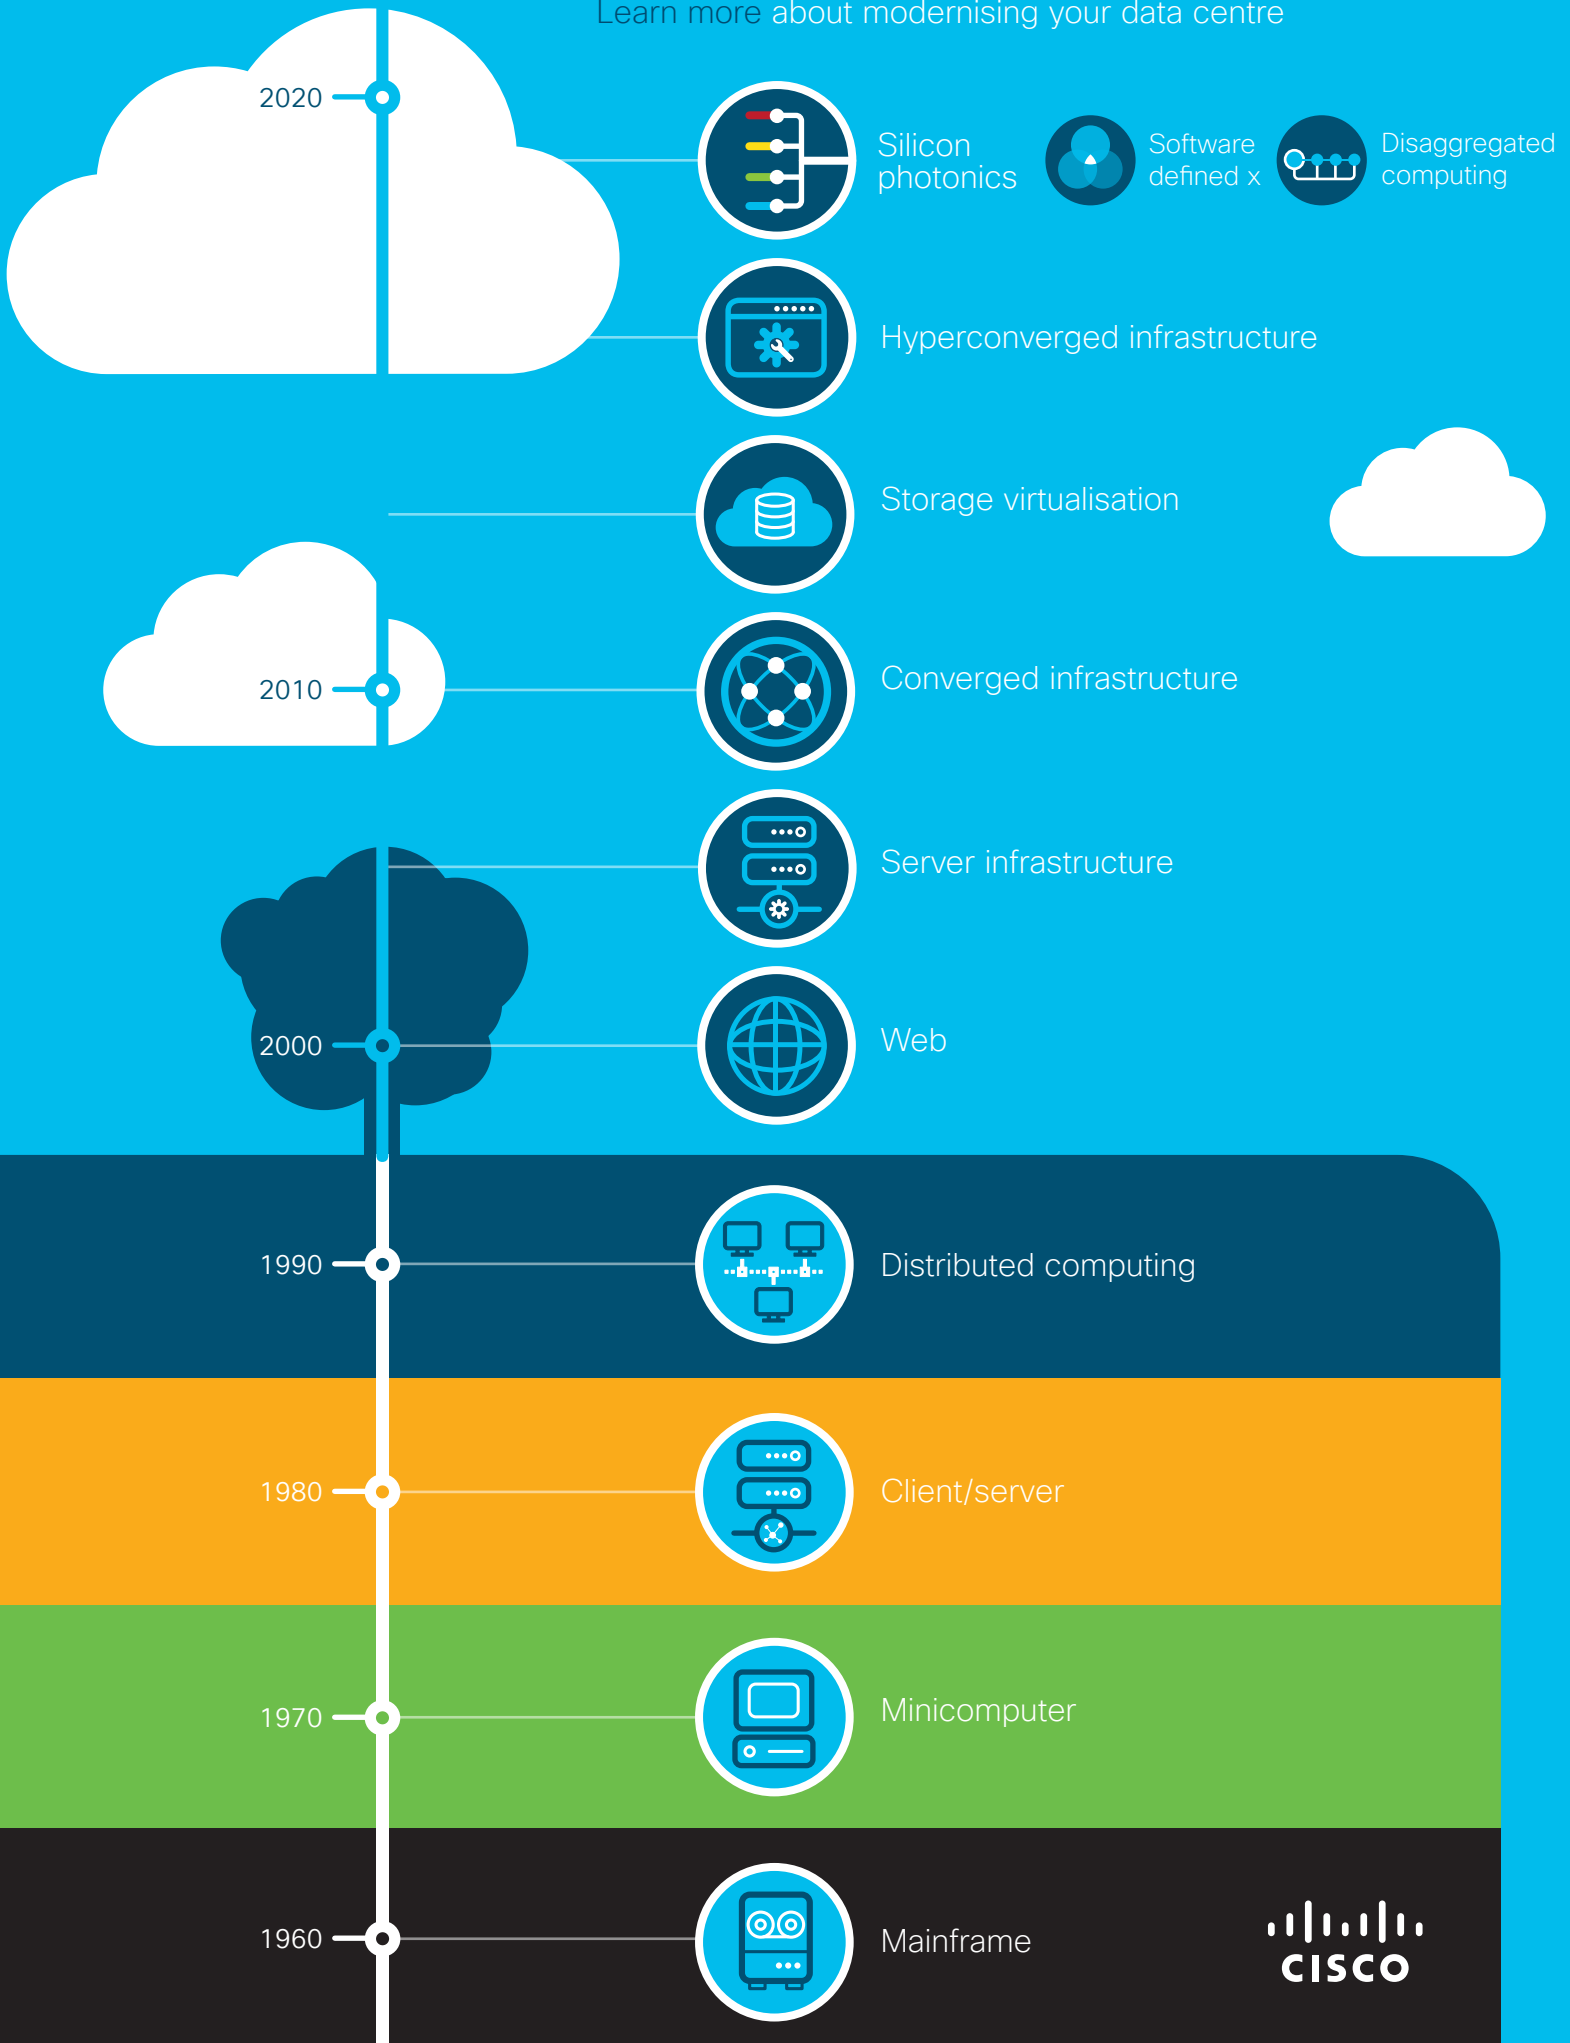 Learn more about modernising your data centre
2020
Silicon
photonics
Software
defined x
Disaggregated
computing
Hyperconverged infrastructure
Storage virtualisation
2010
Converged infrastructure
Server infrastructure
2000
Web
1990
Distributed computing
1980
Client/server
1970
Minicomputer
1960
Mainframe
CISCO